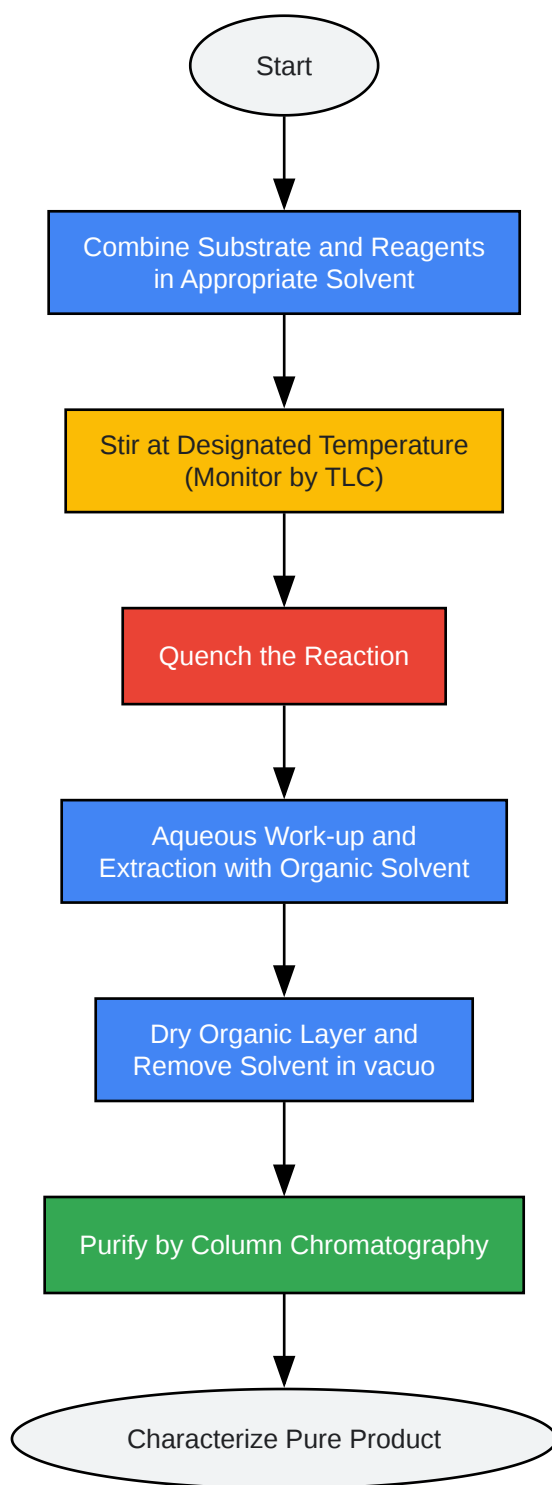 Start
Combine Substrate and Reagents
in Appropriate Solvent
Stir at Designated Temperature
(Monitor by TLC)
Quench the Reaction
Aqueous Work-up and
Extraction with Organic Solvent
Dry Organic Layer and
Remove Solvent in vacuo
Purify by Column Chromatography
Characterize Pure Product